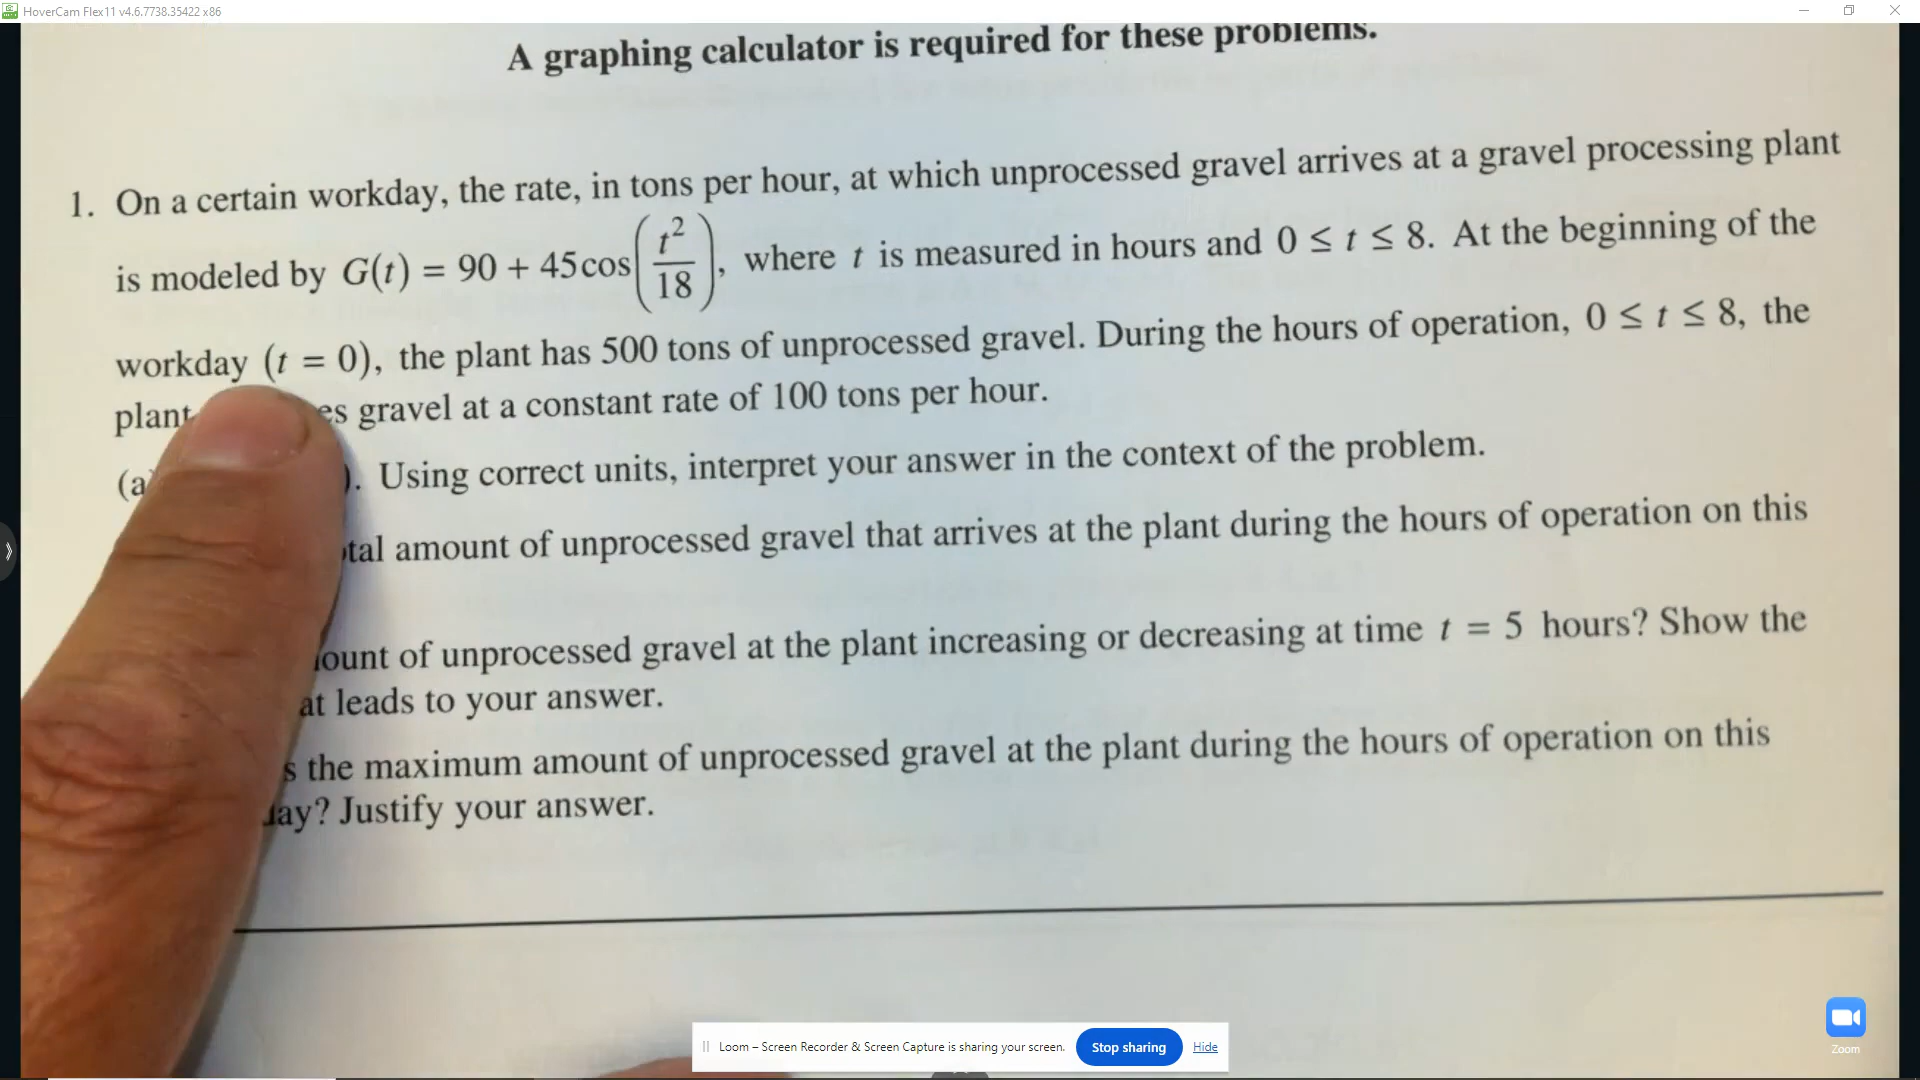 HoverCam Flex11 v4.6.7738.35422 x86
A graphing calculator is required for these problems.
1. On a certain workday, the rate, in tons per hour, at which unprocessed gravel arrives at a gravel processing plant
is modeled by G(t) = 90 + 45cos(t²/18), where t is measured in hours and 0 ≤ t ≤ 8. At the beginning of the
workday (t = 0), the plant has 500 tons of unprocessed gravel. During the hours of operation, 0 ≤ t ≤ 8, the
plant gravel at a constant rate of 100 tons per hour.
(a) Using correct units, interpret your answer in the context of the problem.
amount of unprocessed gravel that arrives at the plant during the hours of operation on this
of unprocessed gravel at the plant increasing or decreasing at time t = 5 hours? Show the
leads to your answer.
the maximum amount of unprocessed gravel at the plant during the hours of operation on this
Justify your answer.
Loom – Screen Recorder & Screen Capture is sharing your screen.
Stop sharing
Hide
Zoom